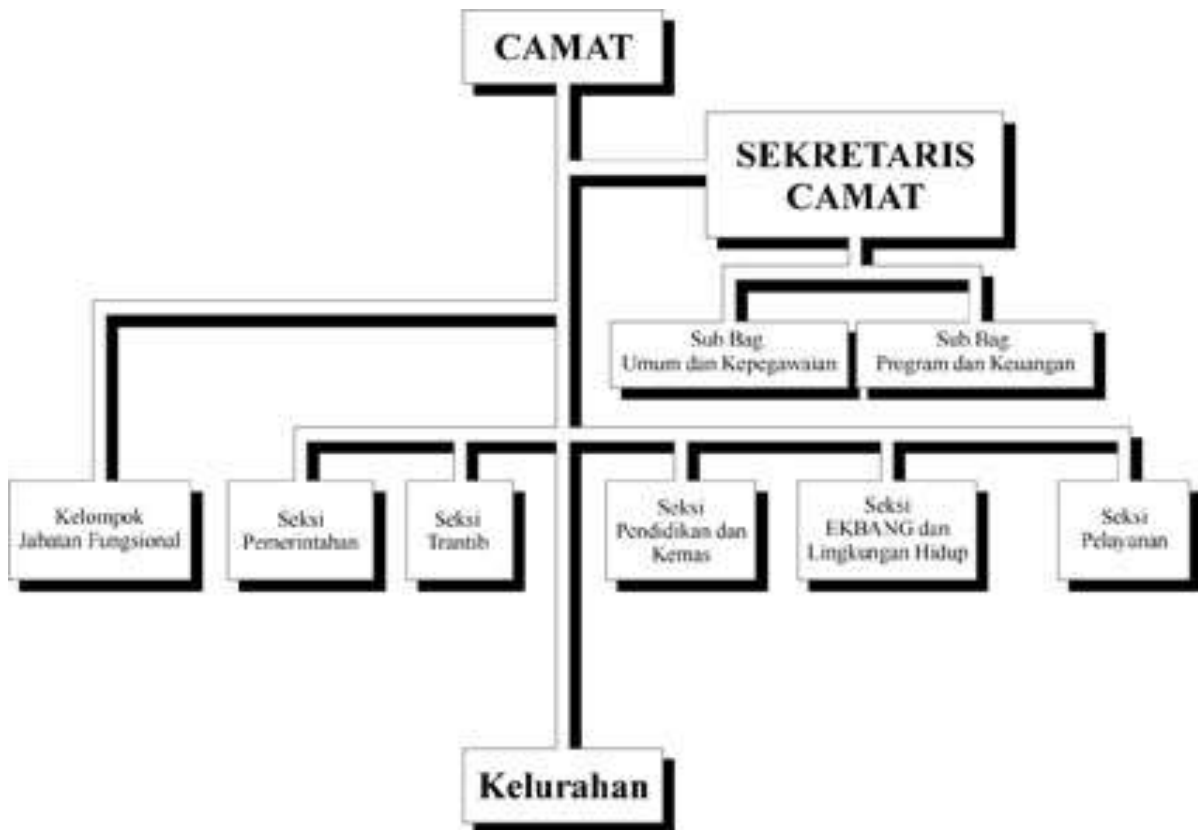 CAMAT
SEKRETARIS
CAMAT
Sub Bag
Umum dan Kepegawaian
Sub Bag
Program dan Keuangan
Kelompok
Jabatan Fungsional
Seksi
Pemerintahan
Seksi
Trantib
Seksi
Pendidikan dan
Kemas
Seksi
EKBANG dan
Lingkungan Hidup
Seksi
Pelayanan
Kelurahan